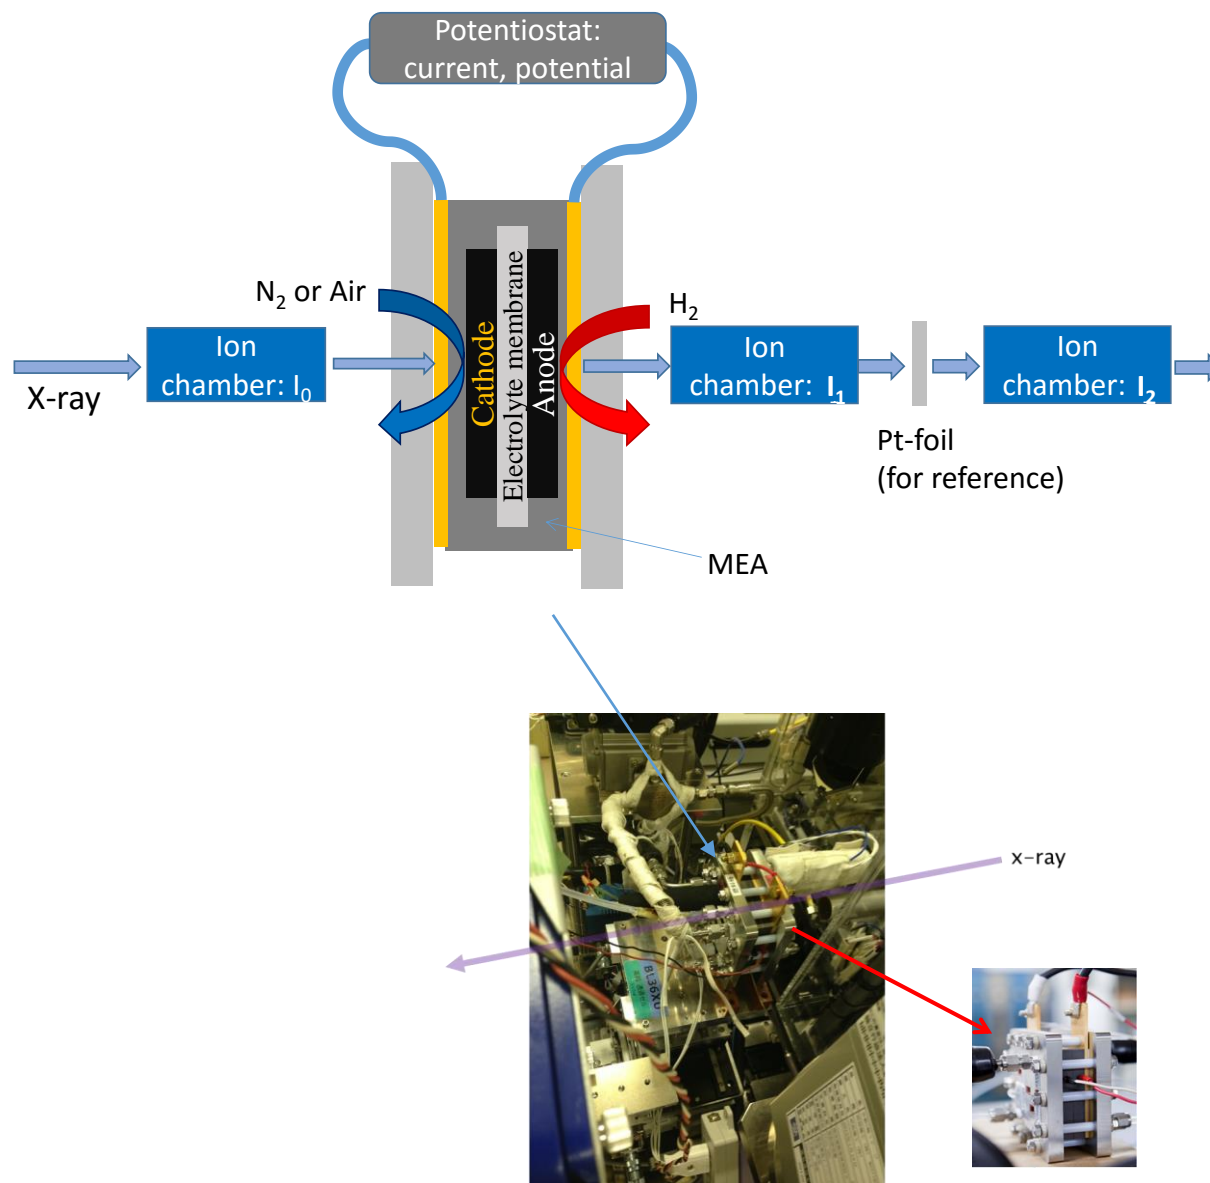 Potentiostat:
current, potential
N₂ or Air
H₂
Cathode
Electrolyte membrane
Anode
Ion
chamber: I₀
Ion
chamber: I₁
Ion
chamber: I₂
X-ray
Pt-foil
(for reference)
MEA
x-ray
BL36XU